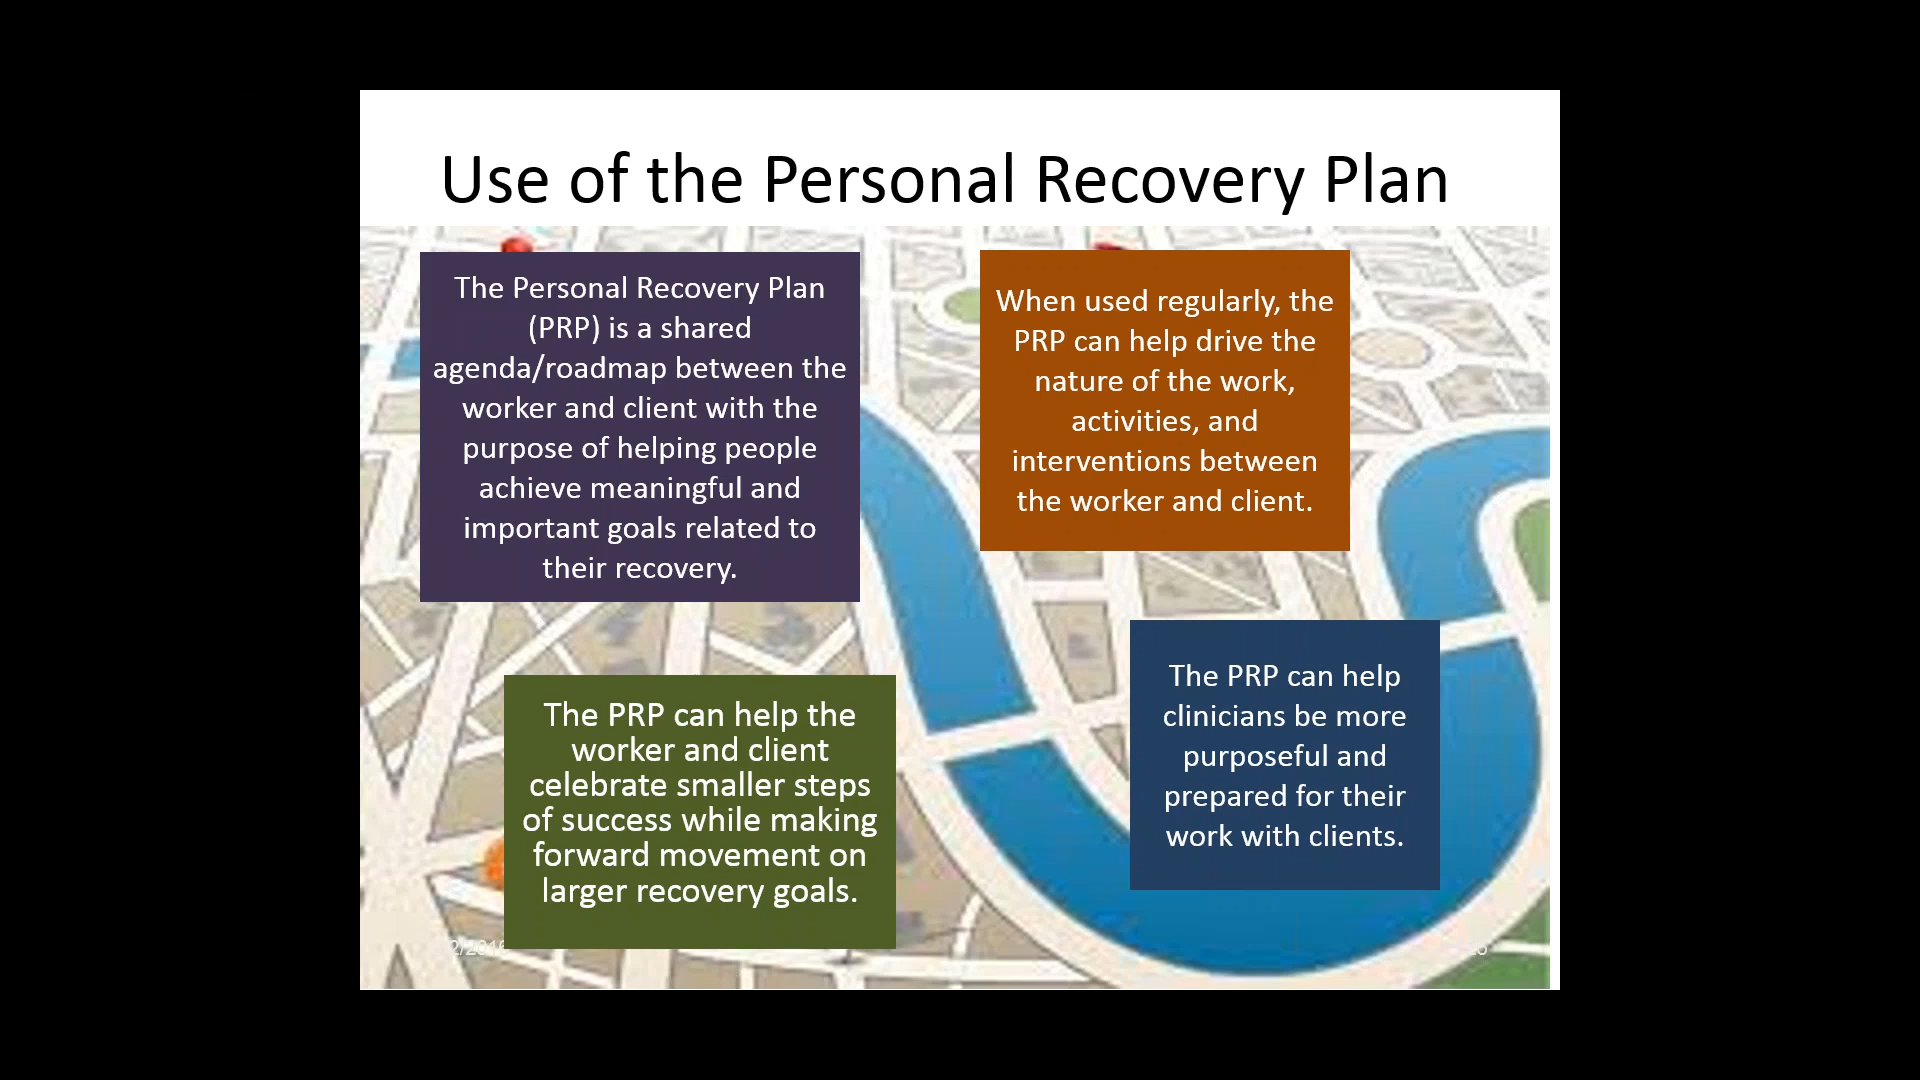 Use of the Personal Recovery Plan
The Personal Recovery Plan
(PRP) is a shared
agenda/roadmap between the
worker and client with the
purpose of helping people
achieve meaningful and
important goals related to
their recovery.
When used regularly, the
PRP can help drive the
nature of the work,
activities, and
interventions between
the worker and client.
The PRP can help the
worker and client
celebrate smaller steps
of success while making
forward movement on
larger recovery goals.
The PRP can help
clinicians be more
purposeful and
prepared for their
work with clients.